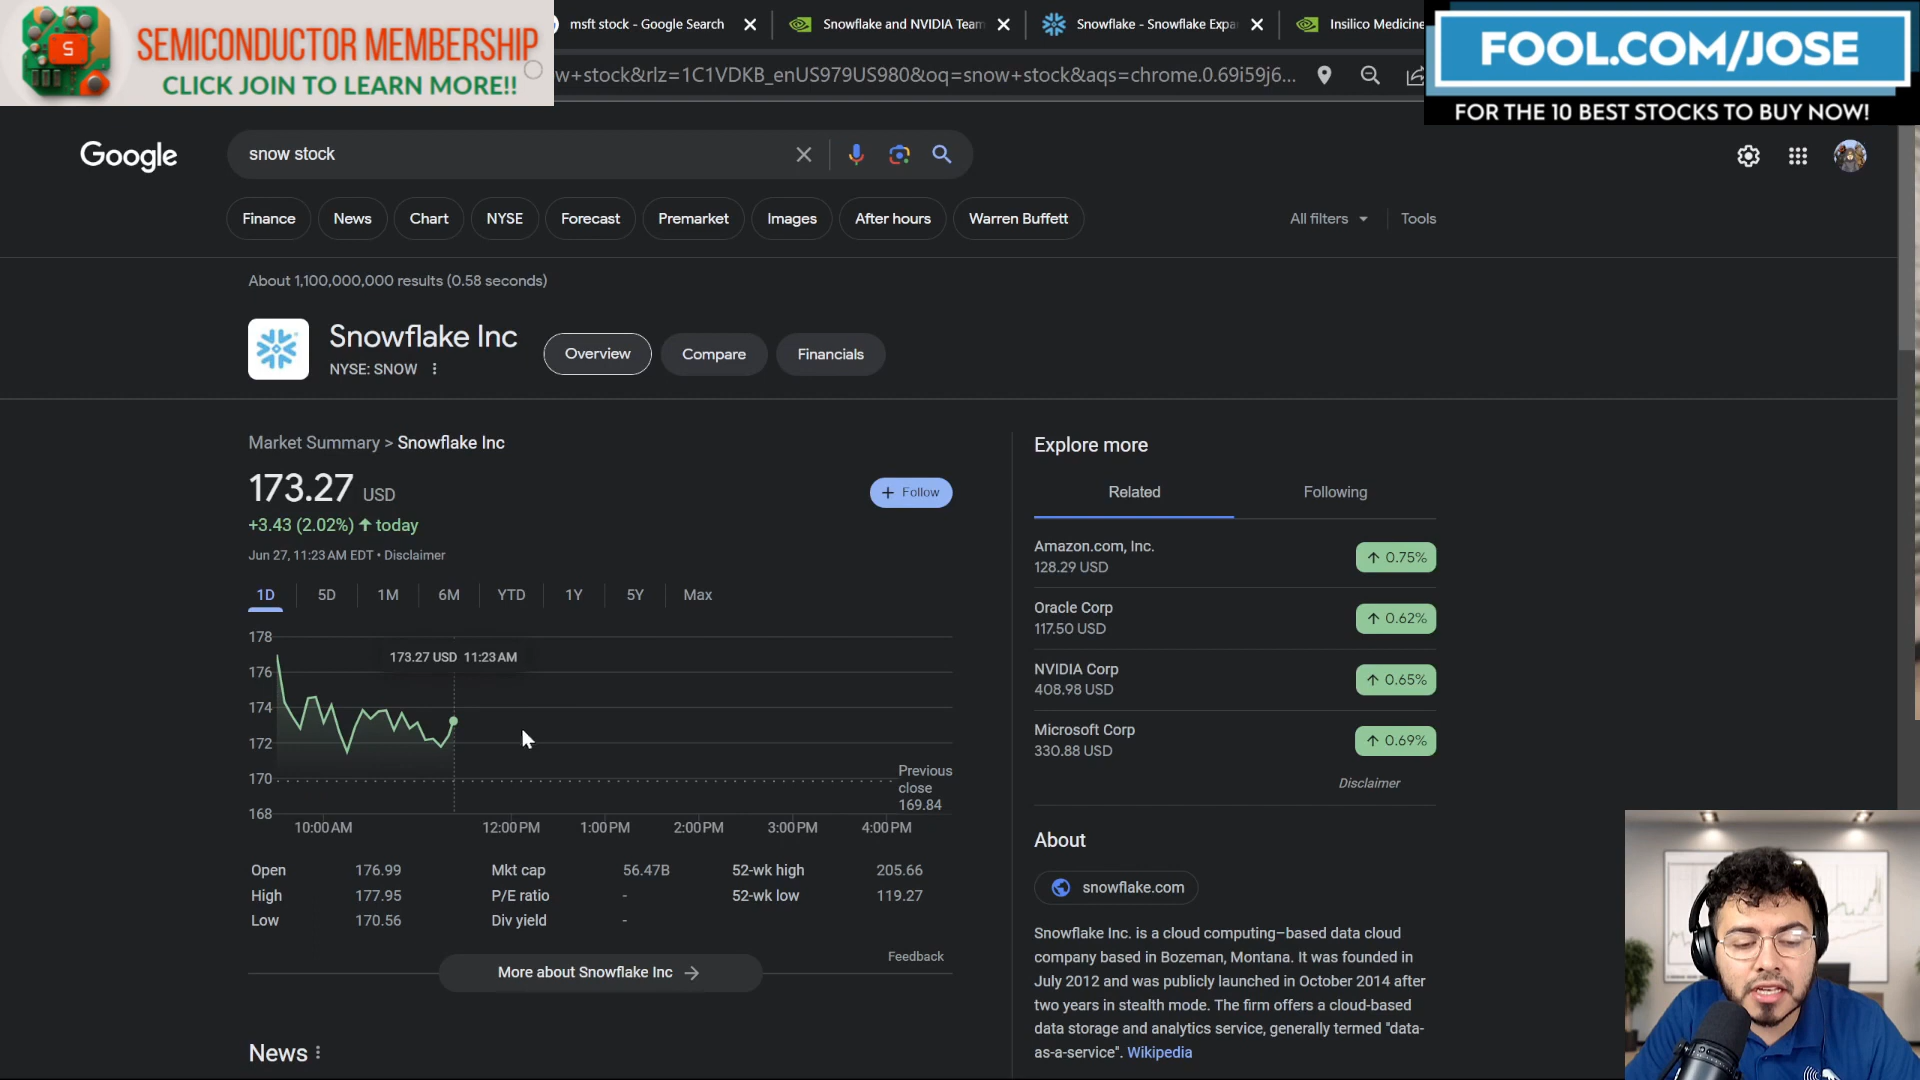 SEMICONDUCTOR MEMBERSHIP
CLICK JOIN TO LEARN MORE!!
S
msft stock - Google Search
Snowflake and NVIDIA Team
Snowflake - Snowflake Expa
Insilico Medicine
FOOL.COM/JOSE
FOR THE 10 BEST STOCKS TO BUY NOW!
w+stock&rlz=1C1VDKB_enUS979US980&oq=snow+stock&aqs=chrome.0.69i59j6...
Google
snow stock
Finance
News
Chart
NYSE
Forecast
Premarket
Images
After hours
Warren Buffett
All filters
Tools
About 1,100,000,000 results (0.58 seconds)
Snowflake Inc
NYSE: SNOW
Overview
Compare
Financials
Market Summary > Snowflake Inc
173.27 USD
+3.43 (2.02%) ↑ today
Jun 27, 11:23 AM EDT • Disclaimer
+ Follow
1D
5D
1M
6M
YTD
1Y
5Y
Max
178
176
174
172
170
168
173.27 USD 11:23 AM
Previous
close
169.84
10:00 AM
12:00 PM
1:00 PM
2:00 PM
3:00 PM
4:00 PM
Open 176.99
High 177.95
Low 170.56
Mkt cap 56.47B
P/E ratio -
Div yield -
52-wk high 205.66
52-wk low 119.27
Feedback
More about Snowflake Inc →
News
Explore more
Related
Following
Amazon.com, Inc.
128.29 USD
↑ 0.75%
Oracle Corp
117.50 USD
↑ 0.62%
NVIDIA Corp
408.98 USD
↑ 0.65%
Microsoft Corp
330.88 USD
↑ 0.69%
Disclaimer
About
snowflake.com
Snowflake Inc. is a cloud computing–based data cloud
company based in Bozeman, Montana. It was founded in
July 2012 and was publicly launched in October 2014 after
two years in stealth mode. The firm offers a cloud-based
data storage and analytics service, generally termed "data-
as-a-service". Wikipedia